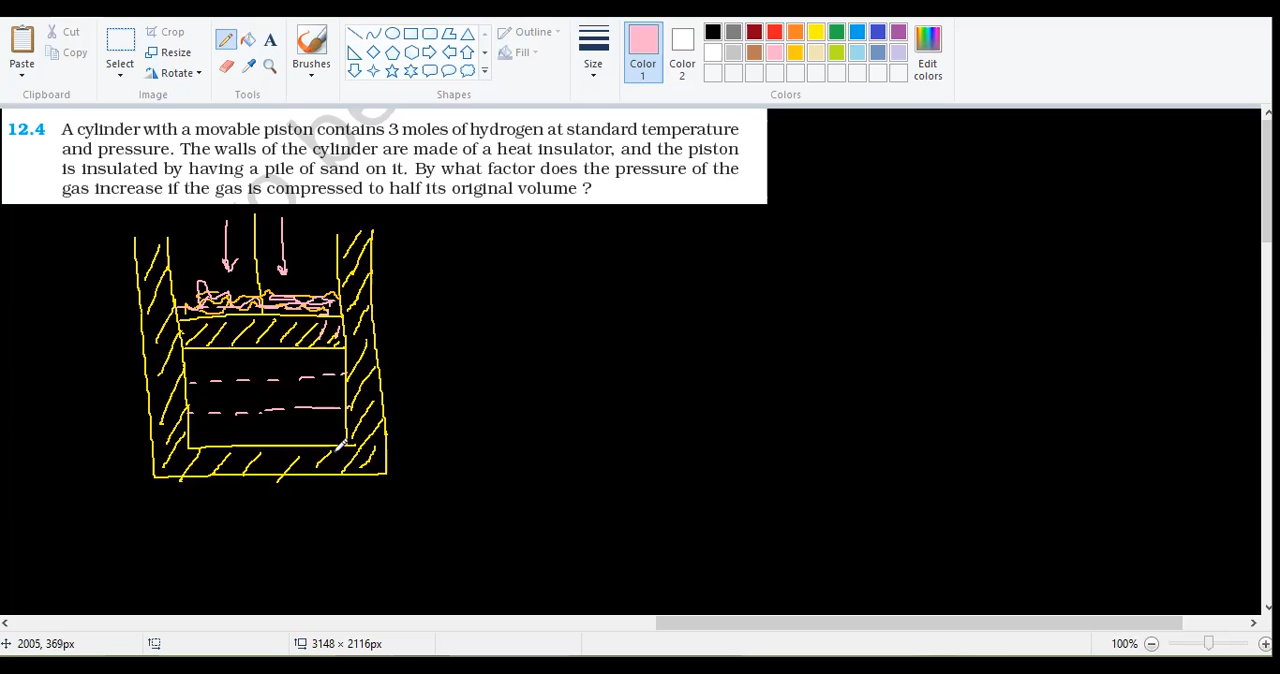 Cut
Copy
Paste
Clipboard
Select
Crop
Resize
Rotate
Image
Tools
Brushes
Outline
Fill
Shapes
Size
Color 1
Color 2
Edit colors
Colors
12.4 A cylinder with a movable piston contains 3 moles of hydrogen at standard temperature
and pressure. The walls of the cylinder are made of a heat insulator, and the piston
is insulated by having a pile of sand on it. By what factor does the pressure of the
gas increase if the gas is compressed to half its original volume ?
2005, 369px
3148 × 2116px
100%